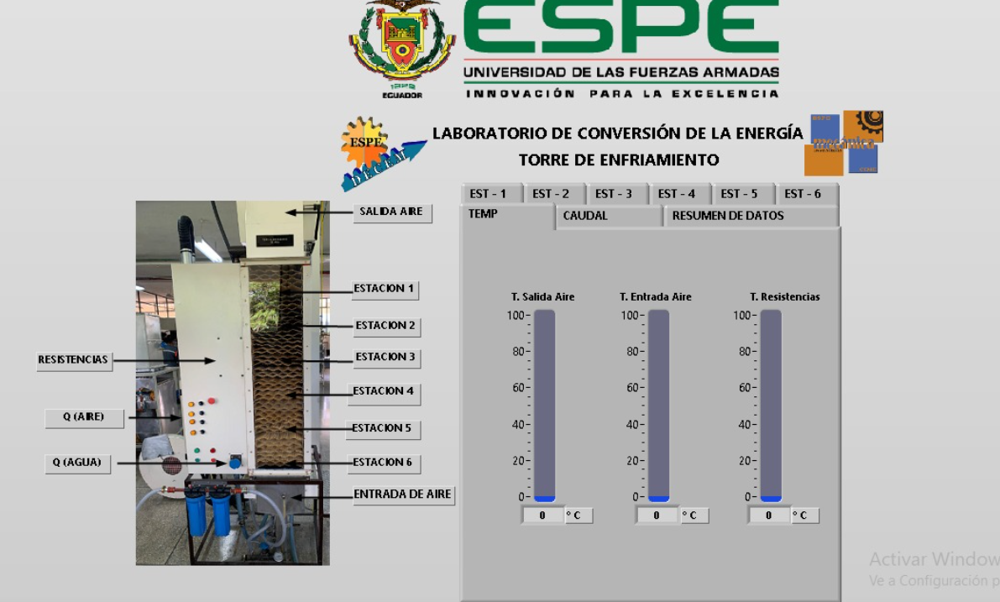 ESPE
UNIVERSIDAD DE LAS FUERZAS ARMADAS
INNOVACIÓN PARA LA EXCELENCIA
1822
ECUADOR
ESPE
DECEM
LABORATORIO DE CONVERSIÓN DE LA ENERGÍA
TORRE DE ENFRIAMIENTO
mecánica
EST - 1 EST - 2 EST - 3 EST - 4 EST - 5 EST - 6
TEMP CAUDAL RESUMEN DE DATOS
SALIDA AIRE
ESTACION 1
ESTACION 2
ESTACION 3
ESTACION 4
ESTACION 5
ESTACION 6
ENTRADA DE AIRE
RESISTENCIAS
Q (AIRE)
Q (AGUA)
T. Salida Aire T. Entrada Aire T. Resistencias
100 100 100
80 80 80
60 60 60
40 40 40
20 20 20
0 0 0
0 ° C 0 ° C 0 ° C
Activar Window
Ve a Configuración p